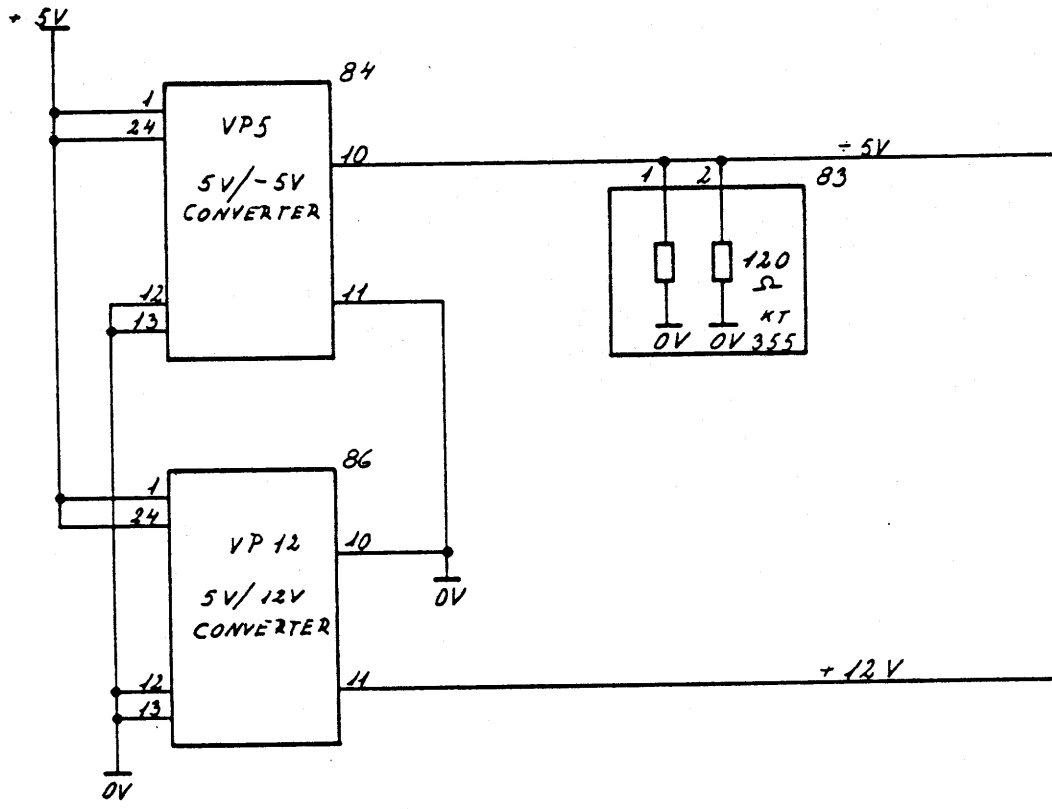 + 5V
84
1
24
VP5
10
5V/-5V
CONVERTER
12
13
11
÷ 5V
1
2
83
120
Ω
KT
0V
0V
355
86
1
24
VP12
10
5V/12V
CONVERTER
0V
12
13
11
+ 12V
0V